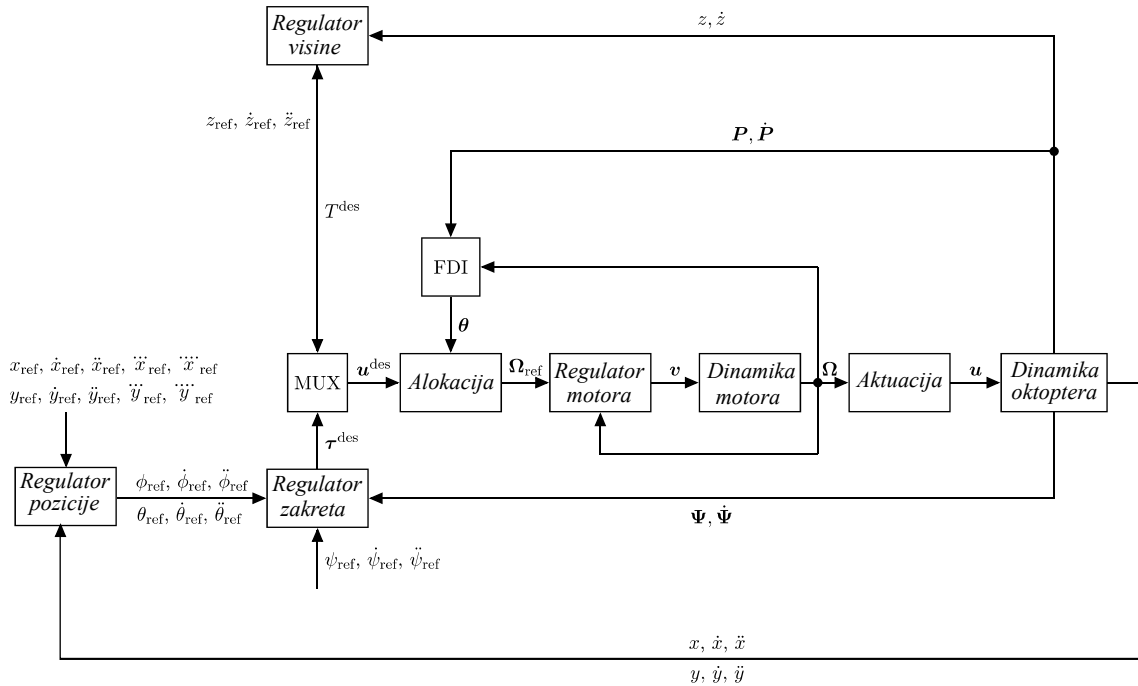 Regulator
visine
z, ż
z_ref, ż_ref, z̈_ref
P, Ṗ
T^des
FDI
θ
x_ref, ẋ_ref, ẍ_ref, x⃛_ref, x⃜_ref
y_ref, ẏ_ref, ÿ_ref, y⃛_ref, y⃜_ref
MUX
u^des
Alokacija
Ω_ref
Regulator
motora
v
Dinamika
motora
Ω
Aktuacija
u
Dinamika
oktoptera
τ^des
Regulator
pozicije
ϕ_ref, ϕ̇_ref, ϕ̈_ref
θ_ref, θ̇_ref, θ̈_ref
Regulator
zakreta
Ψ, Ψ̇
ψ_ref, ψ̇_ref, ψ̈_ref
x, ẋ, ẍ
y, ẏ, ÿ